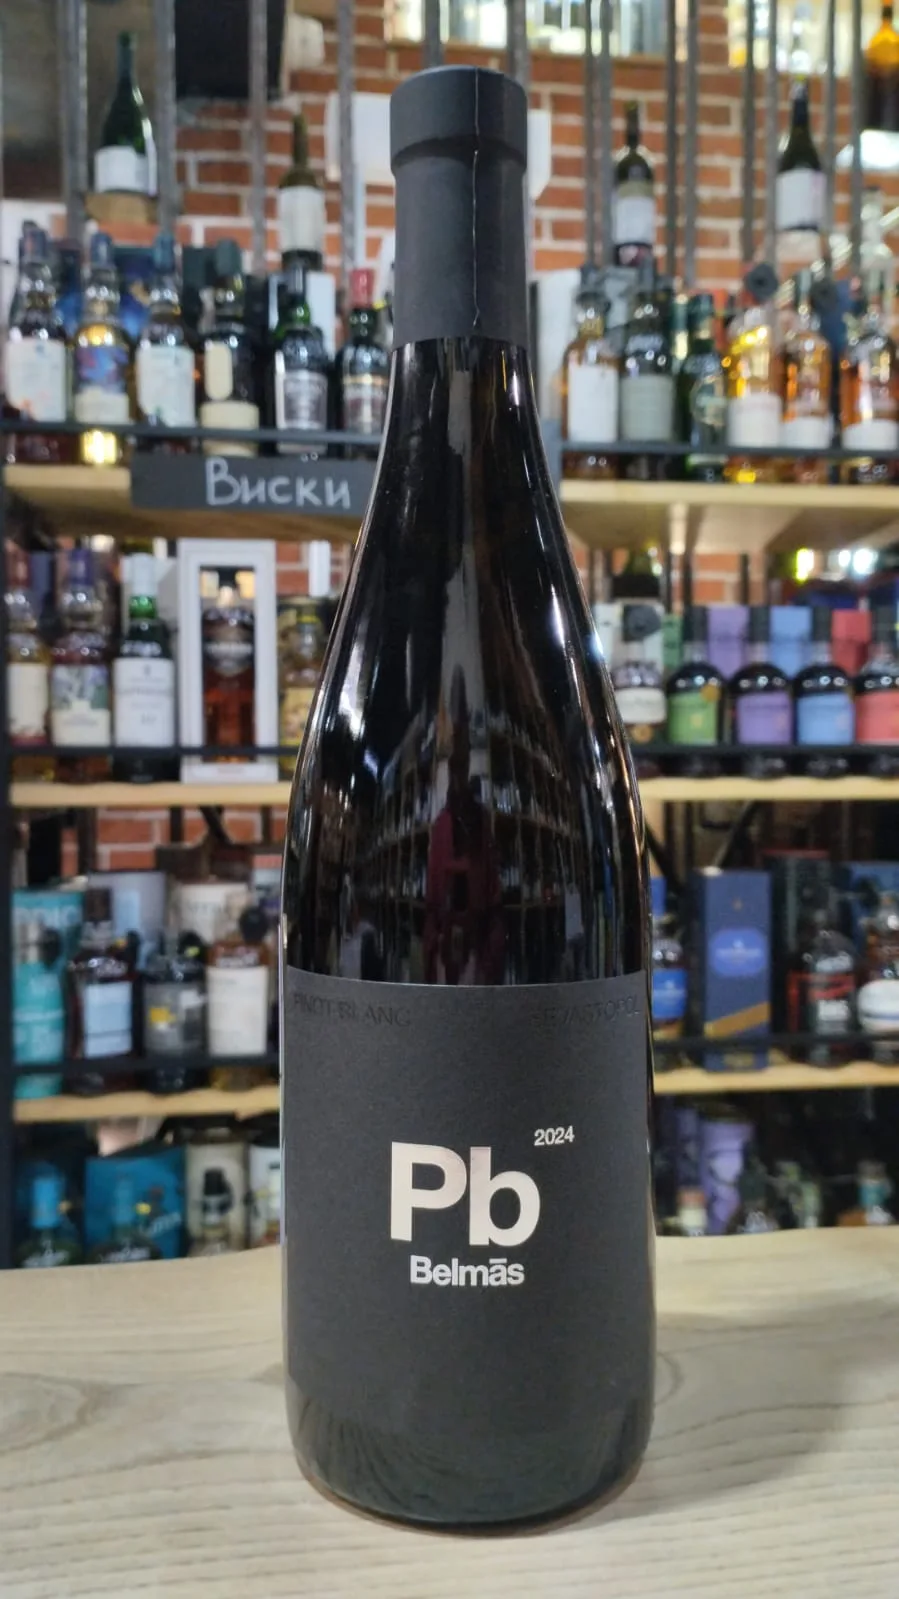 Виски
PINOT BLANC SEVASTOPOL
2024
Pb
Belmās